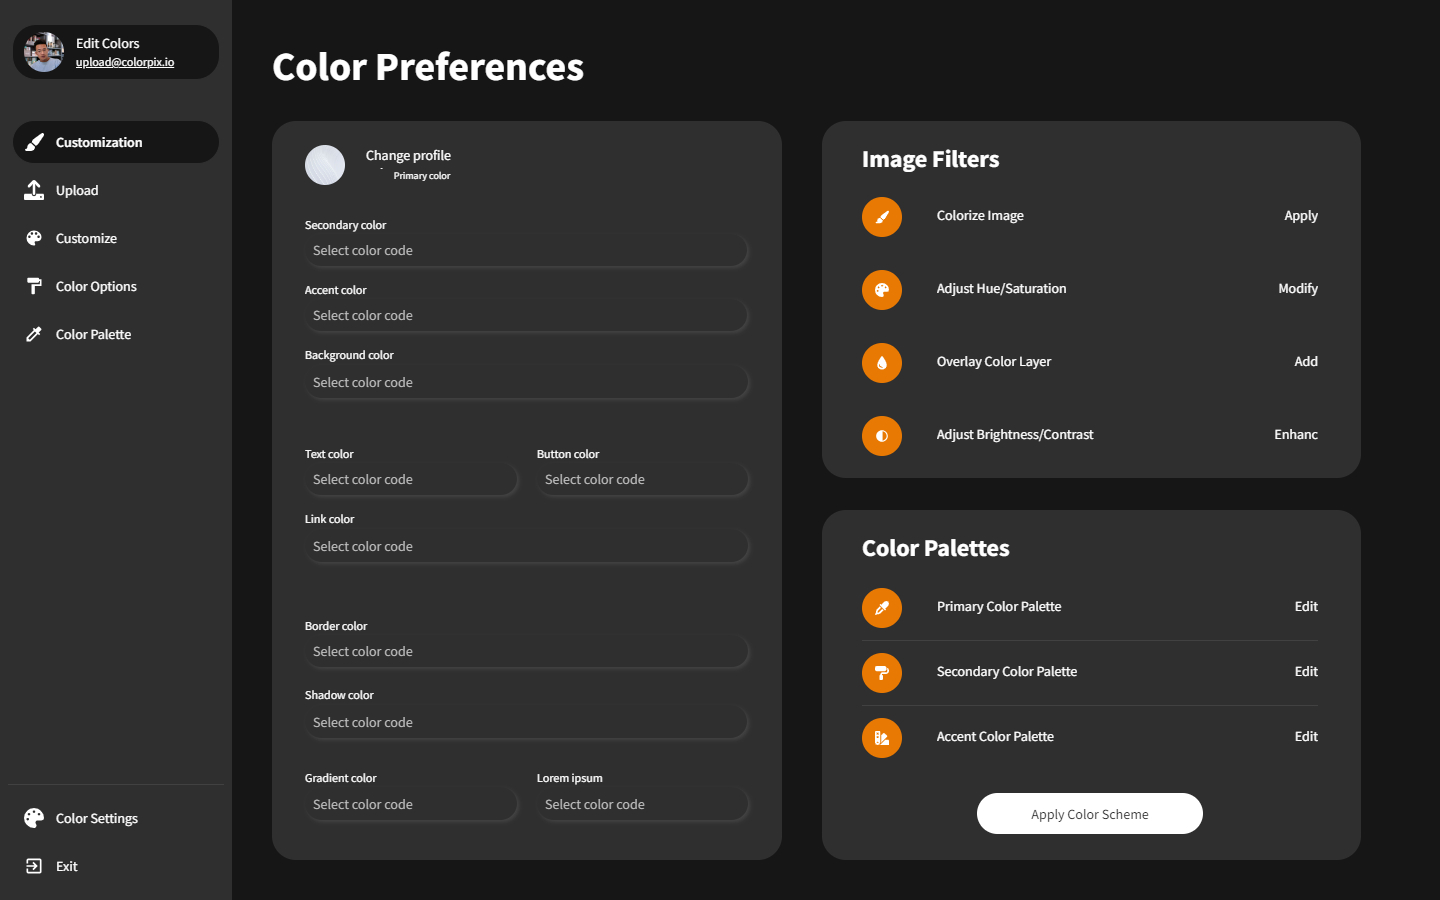 Edit Colors
upload@colorpix.io
Customization
Upload
Customize
Color Options
Color Palette
Color Settings
Exit
Color Preferences
Change profile
Primary color
Secondary color
Select color code
Accent color
Select color code
Background color
Select color code
Text color
Select color code
Button color
Select color code
Link color
Select color code
Border color
Select color code
Shadow color
Select color code
Gradient color
Select color code
Lorem ipsum
Select color code
Image Filters
Colorize Image
Apply
Adjust Hue/Saturation
Modify
Overlay Color Layer
Add
Adjust Brightness/Contrast
Enhanc
Color Palettes
Primary Color Palette
Edit
Secondary Color Palette
Edit
Accent Color Palette
Edit
Apply Color Scheme